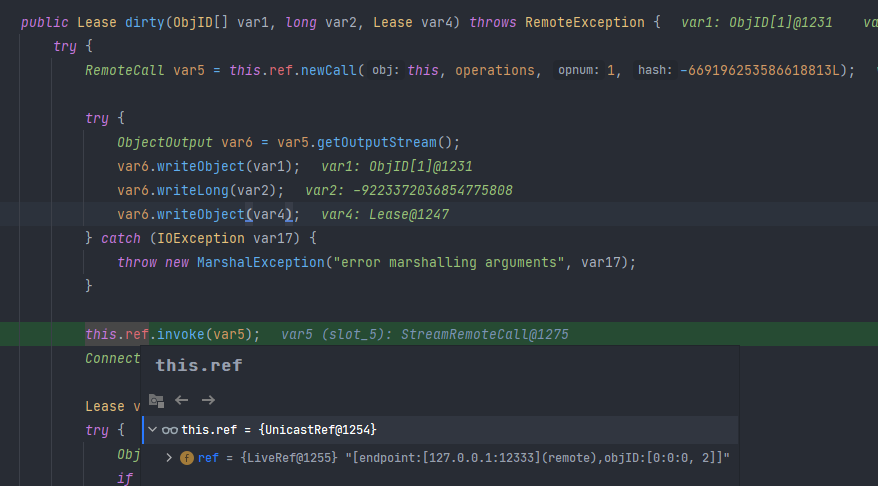 public Lease dirty(ObjID[] var1, long var2, Lease var4) throws RemoteException {   var1: ObjID[1]@1231   va
try {
RemoteCall var5 = this.ref.newCall( obj: this, operations, opnum: 1, hash: -669196253586618813L);
try {
ObjectOutput var6 = var5.getOutputStream();
var6.writeObject(var1);   var1: ObjID[1]@1231
var6.writeLong(var2);   var2: -9223372036854775808
var6.writeObject(var4);   var4: Lease@1247
} catch (IOException var17) {
throw new MarshalException("error marshalling arguments", var17);
}
this.ref.invoke(var5);   var5 (slot_5): StreamRemoteCall@1275
Connect
this.ref
Lease v
this.ref = {UnicastRef@1254}
try {
Obj
ref = {LiveRef@1255} "[endpoint:[127.0.0.1:12333](remote),objID:[0:0:0, 2]]"
if